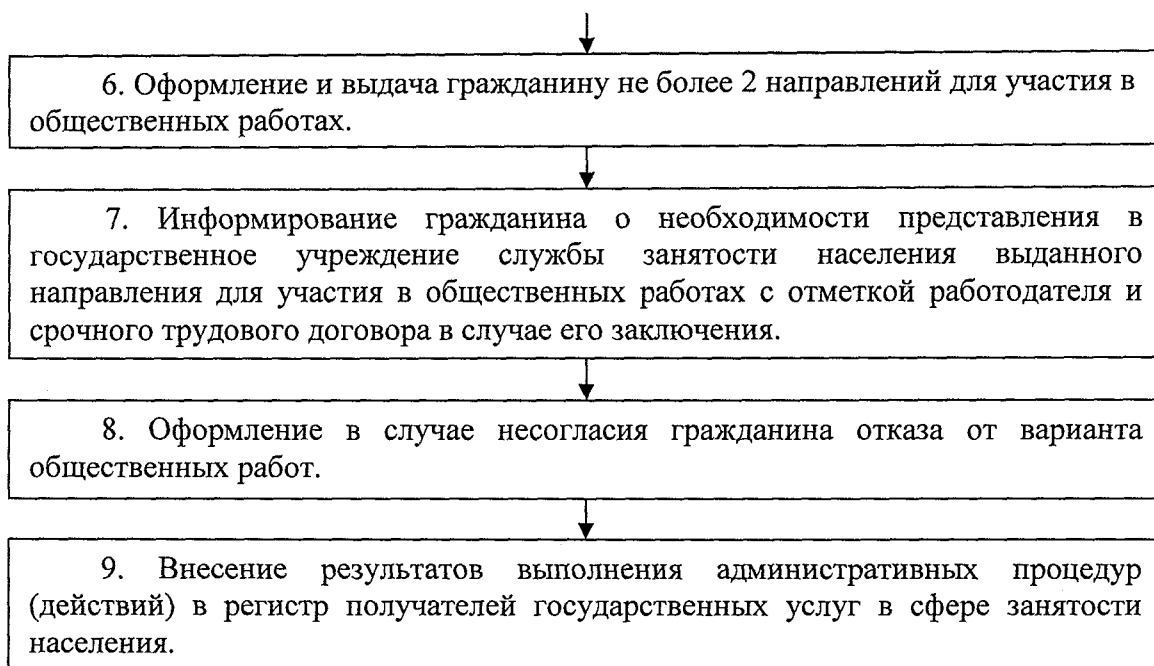 6. Оформление и выдача гражданину не более 2 направлений для участия в
общественных работах.
7. Информирование гражданина о необходимости представления в
государственное учреждение службы занятости населения выданного
направления для участия в общественных работах с отметкой работодателя и
срочного трудового договора в случае его заключения.
8. Оформление в случае несогласия гражданина отказа от варианта
общественных работ.
9. Внесение результатов выполнения административных процедур
(действий) в регистр получателей государственных услуг в сфере занятости
населения.